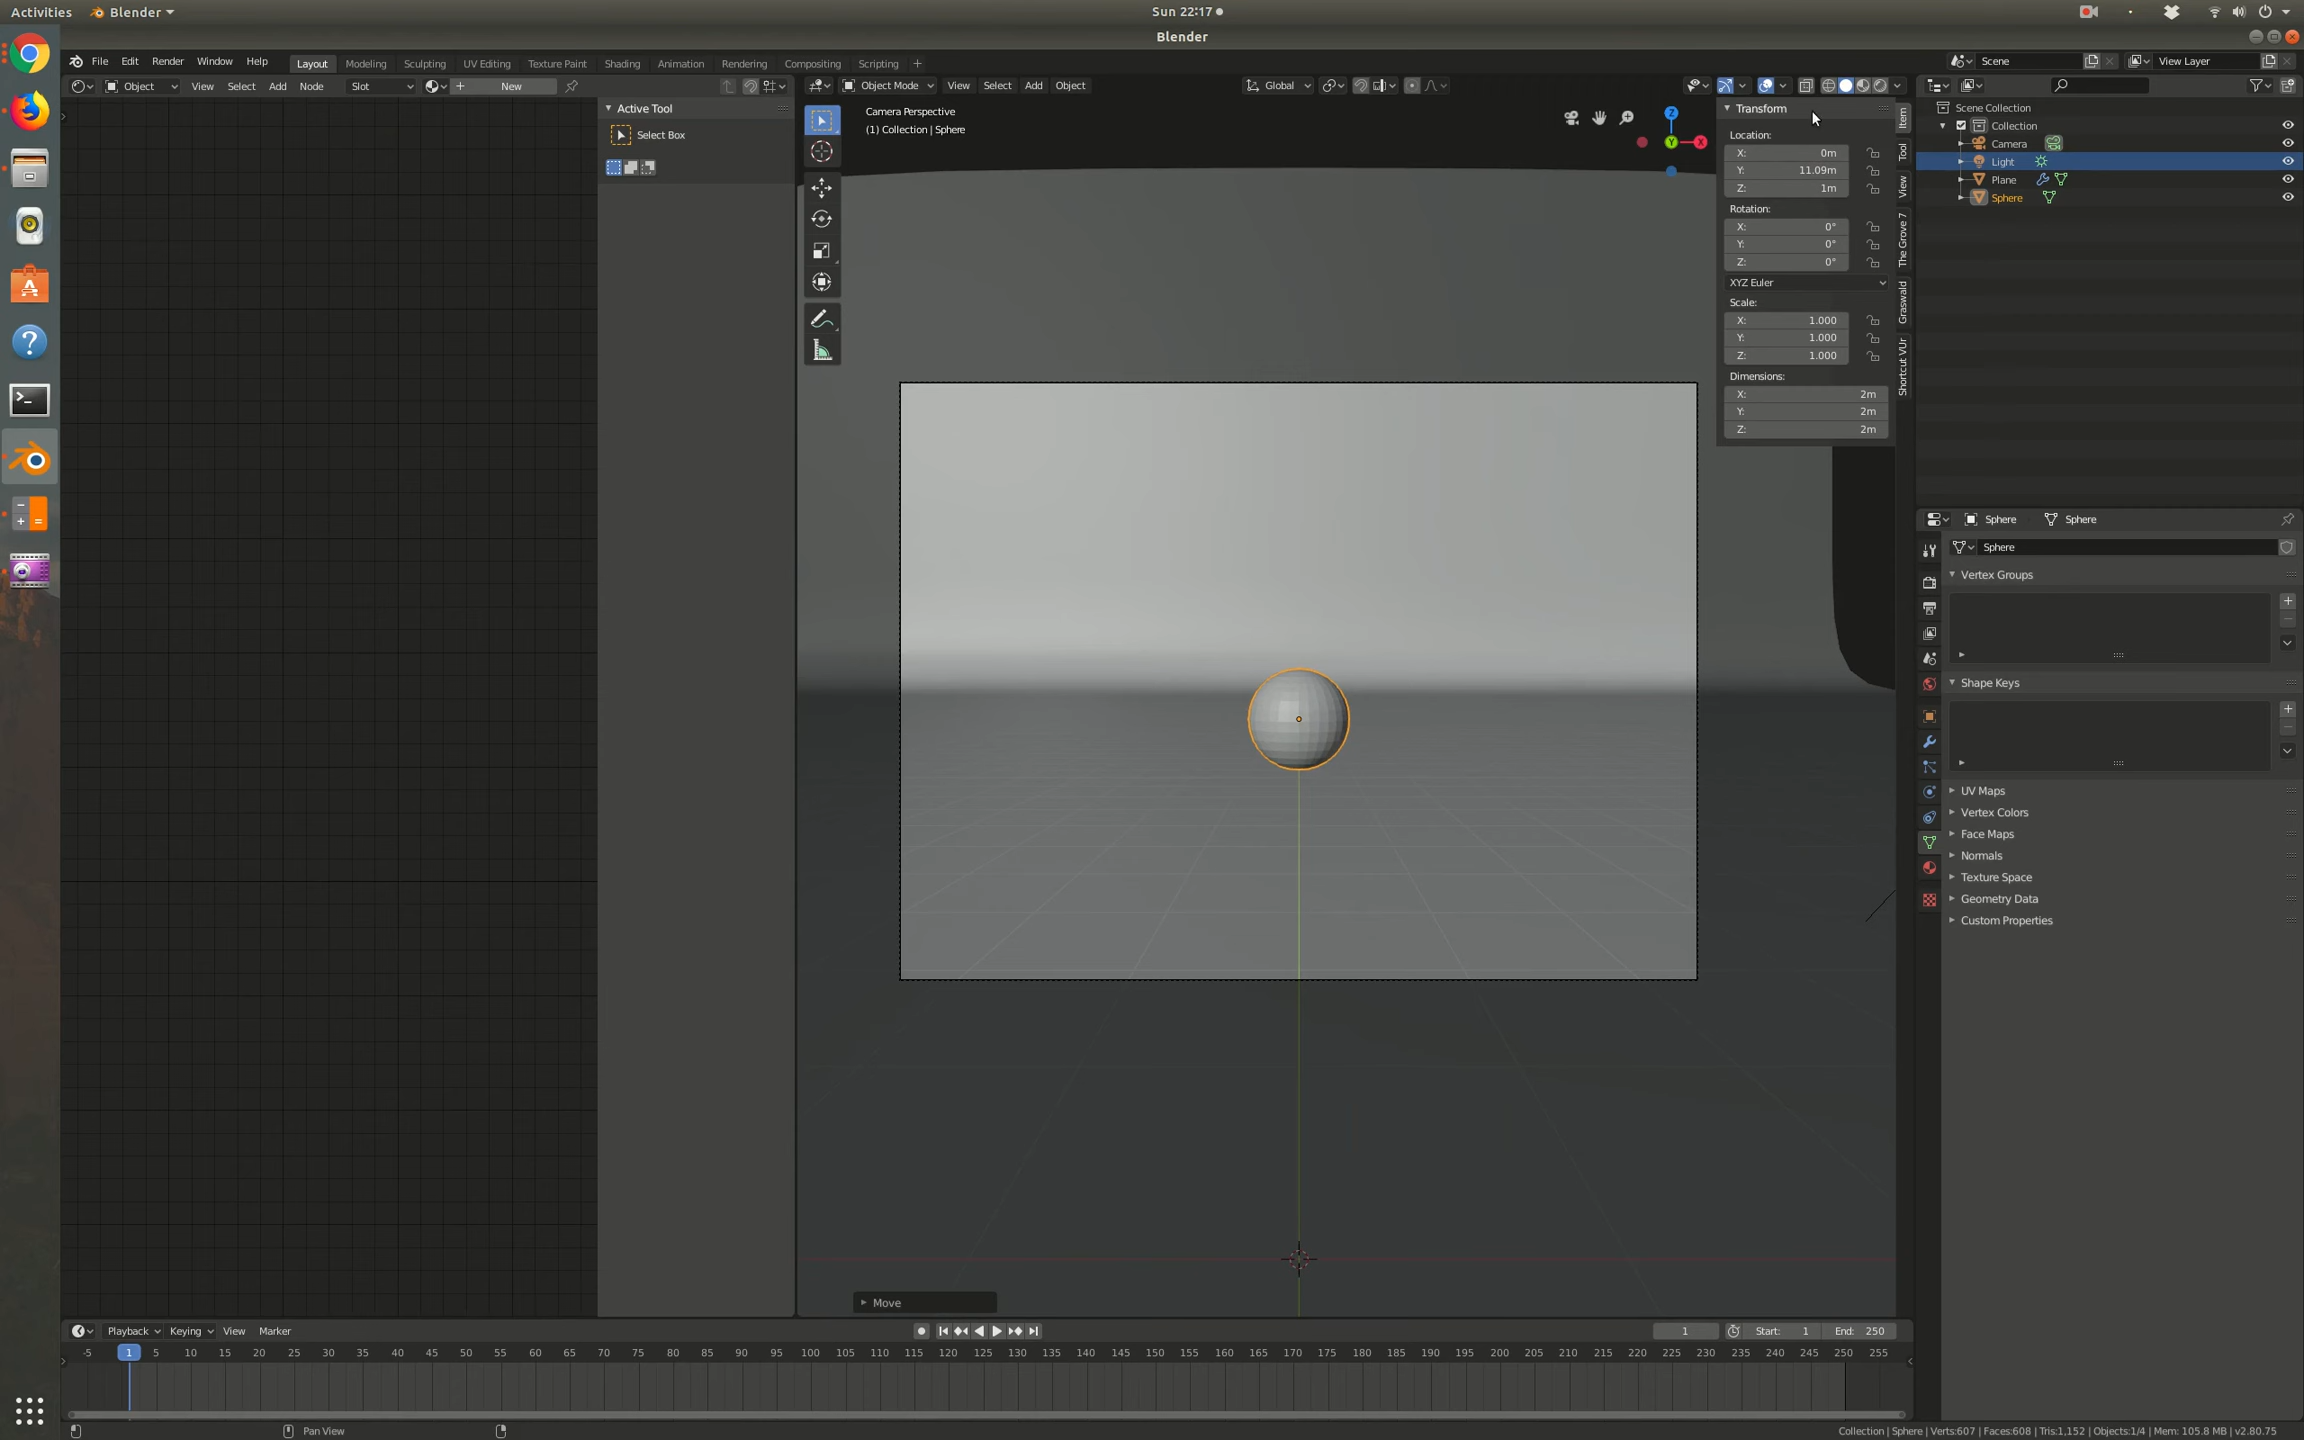 Activities Blender Sun 22:17
Blender
File Edit Render Window Help Layout Modeling Sculpting UV Editing Texture Paint Shading Animation Rendering Compositing Scripting + Scene View Layer
Object View Select Add Node Slot New Object Mode View Select Add Object Global
Active Tool
Select Box
Camera Perspective
(1) Collection | Sphere
Z
Y
X
Transform
Location:
X: 0m
Y: 11.09m
Z: 1m
Rotation:
X: 0°
Y: 0°
Z: 0°
XYZ Euler
Scale:
X: 1.000
Y: 1.000
Z: 1.000
Dimensions:
X: 2m
Y: 2m
Z: 2m
Item
Tool
View
The Grove 7
Graswald
Shortcut VUr
Scene Collection
Collection
Camera
Light
Plane
Sphere
Sphere Sphere
Sphere
Vertex Groups
Shape Keys
UV Maps
Vertex Colors
Face Maps
Normals
Texture Space
Geometry Data
Custom Properties
Move
Playback Keying View Marker 1 Start: 1 End: 250
-5 1 5 10 15 20 25 30 35 40 45 50 55 60 65 70 75 80 85 90 95 100 105 110 115 120 125 130 135 140 145 150 155 160 165 170 175 180 185 190 195 200 205 210 215 220 225 230 235 240 245 250 255
Pan View Collection | Sphere | Verts:607 | Faces:608 | Tris:1,152 | Objects:1/4 | Mem: 105.8 MB | v2.80.75